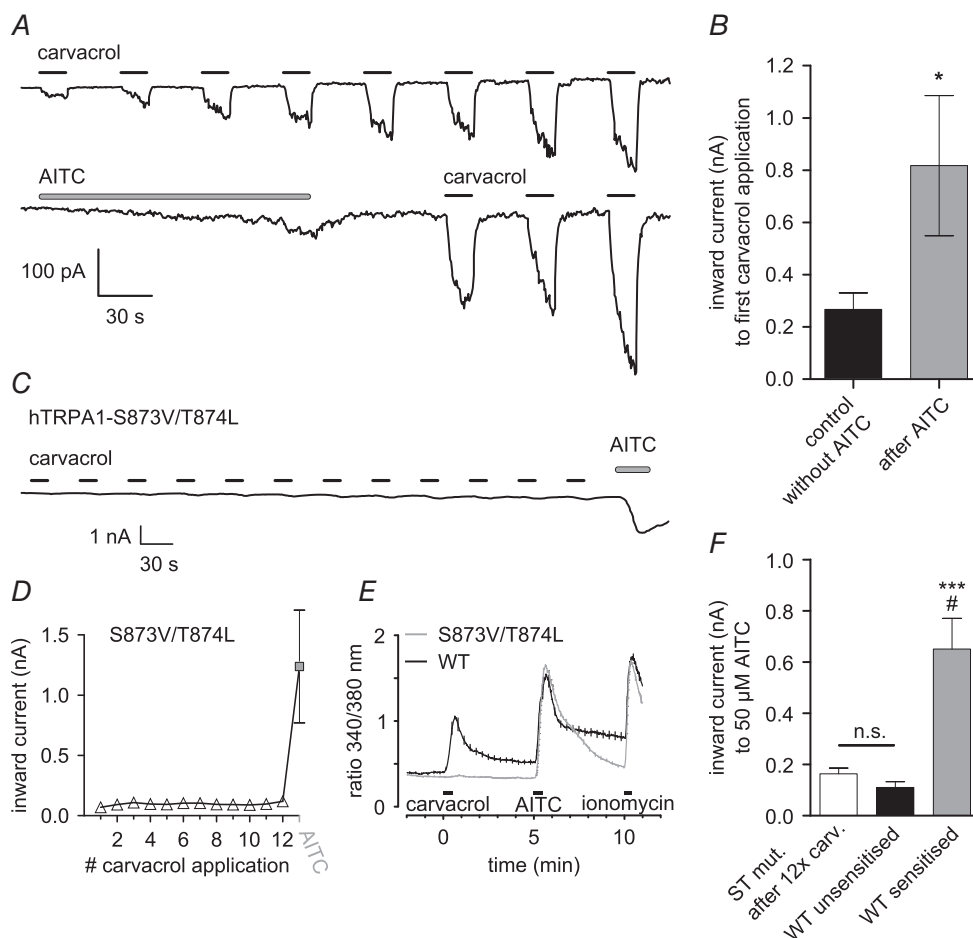 A
carvacrol
AITC
carvacrol
100 pA
30 s
B
inward current (nA)
to first carvacrol application
1.2
1.0
0.8
0.6
0.4
0.2
0.0
*
control
without AITC
after AITC
C
hTRPA1-S873V/T874L
carvacrol
AITC
1 nA
30 s
D
S873V/T874L
inward current (nA)
1.5
1.0
0.5
0.0
2 4 6 8 10 12 AITC
# carvacrol application
E
S873V/T874L
WT
ratio 340/380 nm
2
1
0
carvacrol AITC ionomycin
0 5 10
time (min)
F
inward current (nA)
to 50 µM AITC
0.8
0.6
0.4
0.2
0.0
n.s.
***
#
ST mut.
after 12x carv.
WT unsensitised
WT sensitised